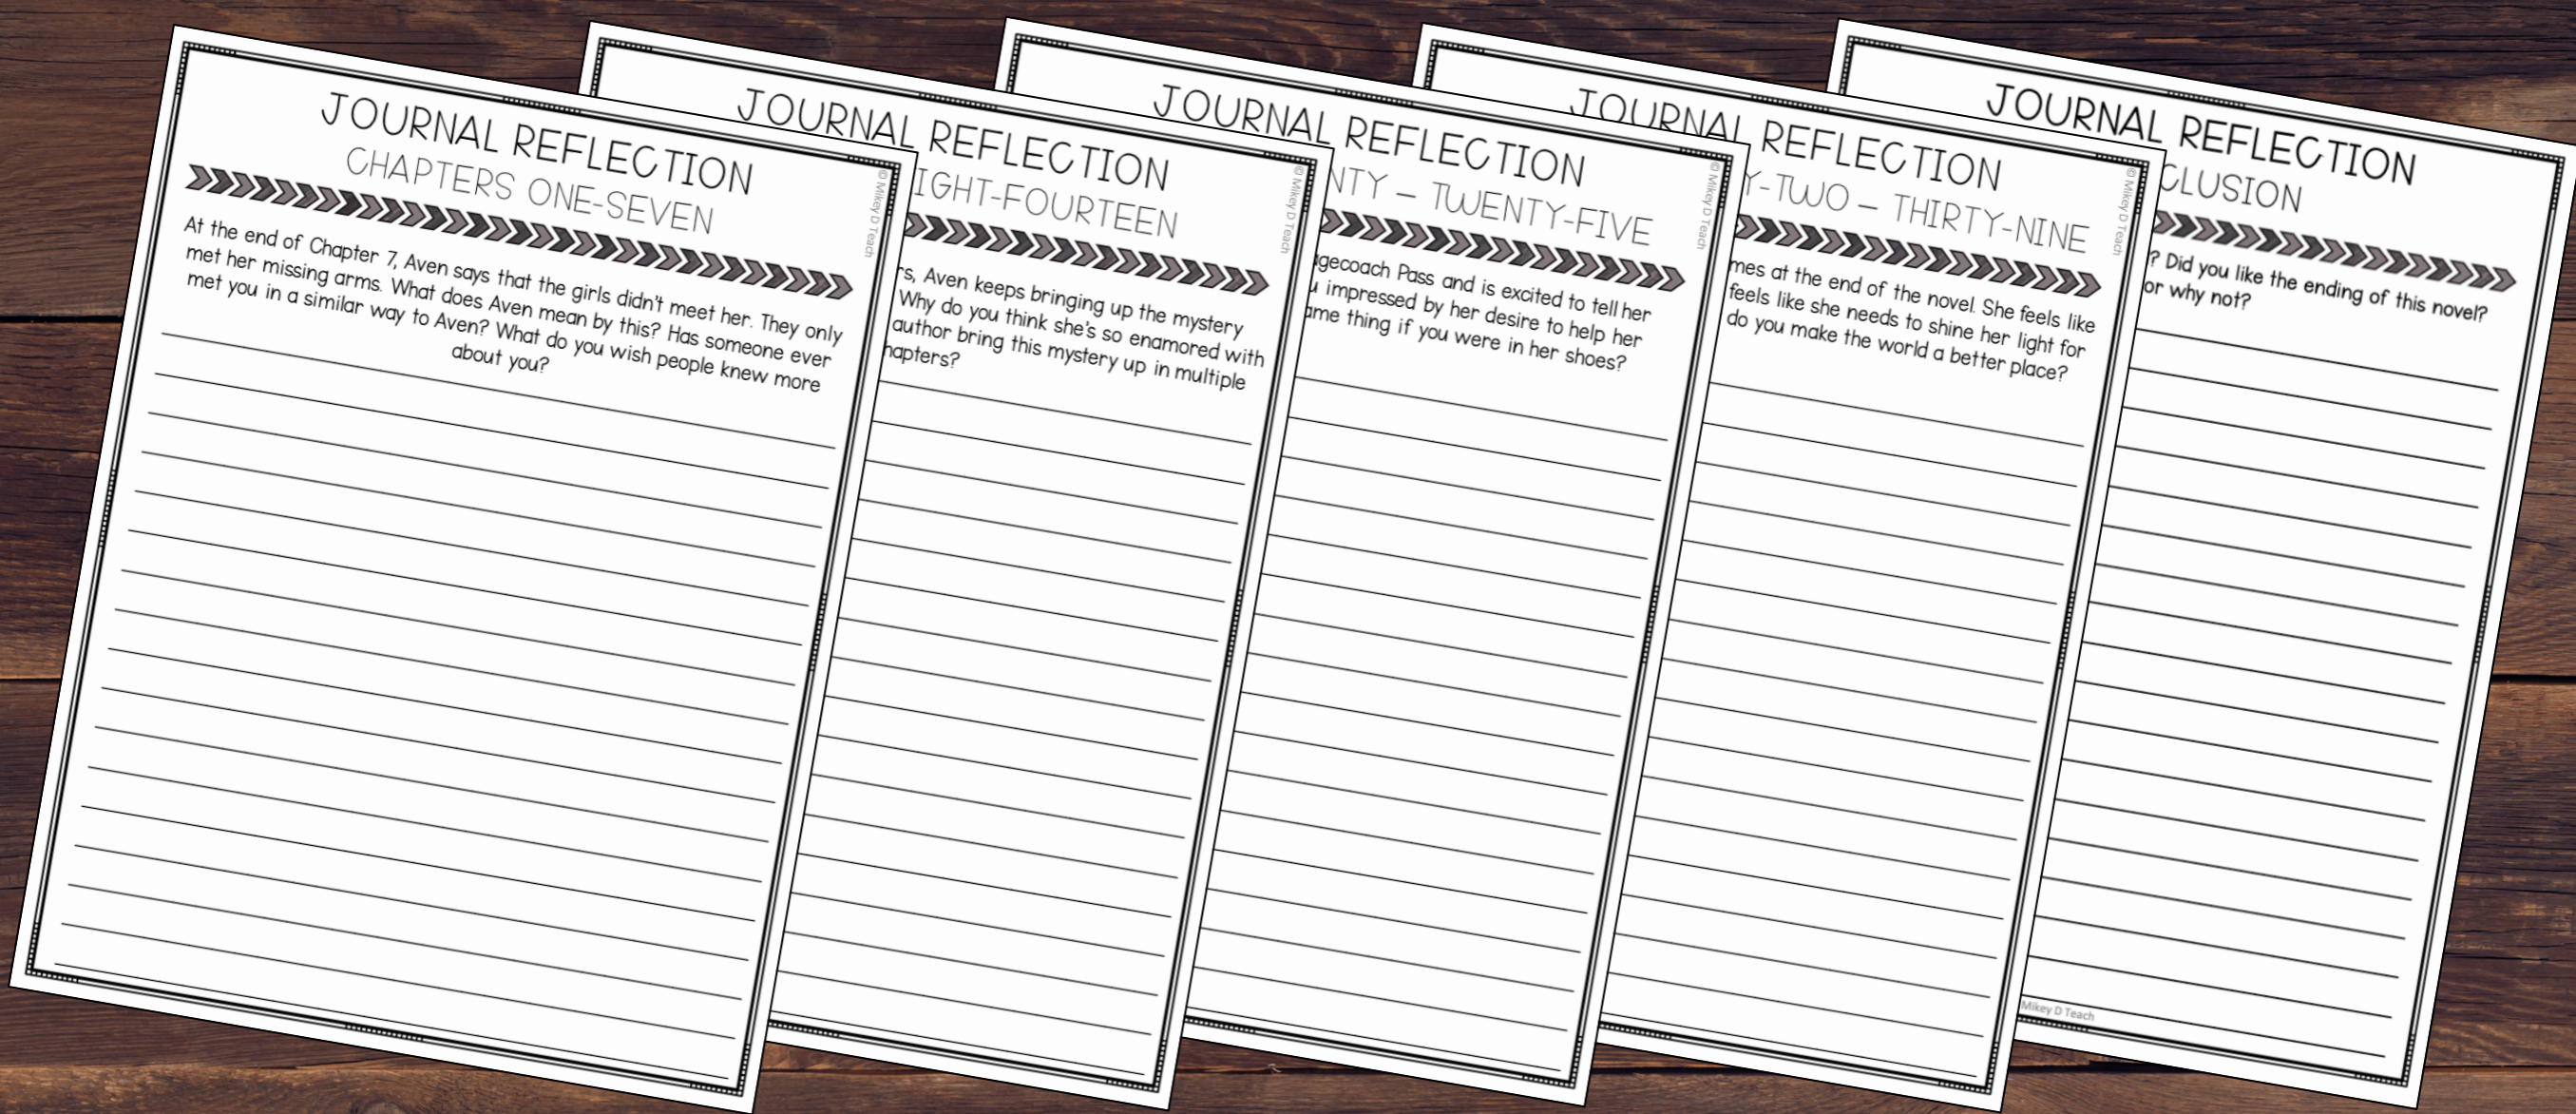 JOURNAL REFLECTION
CHAPTERS ONE-SEVEN
At the end of Chapter 7, Aven says that the girls didn't meet her. They only
met her missing arms. What does Aven mean by this? Has someone ever
met you in a similar way to Aven? What do you wish people knew more
about you?
© Mikey D Teach
JOURNAL REFLECTION
IGHT-FOURTEEN
rs, Aven keeps bringing up the mystery
Why do you think she's so enamored with
author bring this mystery up in multiple
hapters?
© Mikey D Teach
JOURNAL REFLECTION
NTY – TWENTY-FIVE
gecoach Pass and is excited to tell her
u impressed by her desire to help her
ame thing if you were in her shoes?
© Mikey D Teach
JOURNAL REFLECTION
Y-TWO – THIRTY-NINE
mes at the end of the novel. She feels like
feels like she needs to shine her light for
do you make the world a better place?
© Mikey D Teach
JOURNAL REFLECTION
CLUSION
? Did you like the ending of this novel?
or why not?
Mikey D Teach